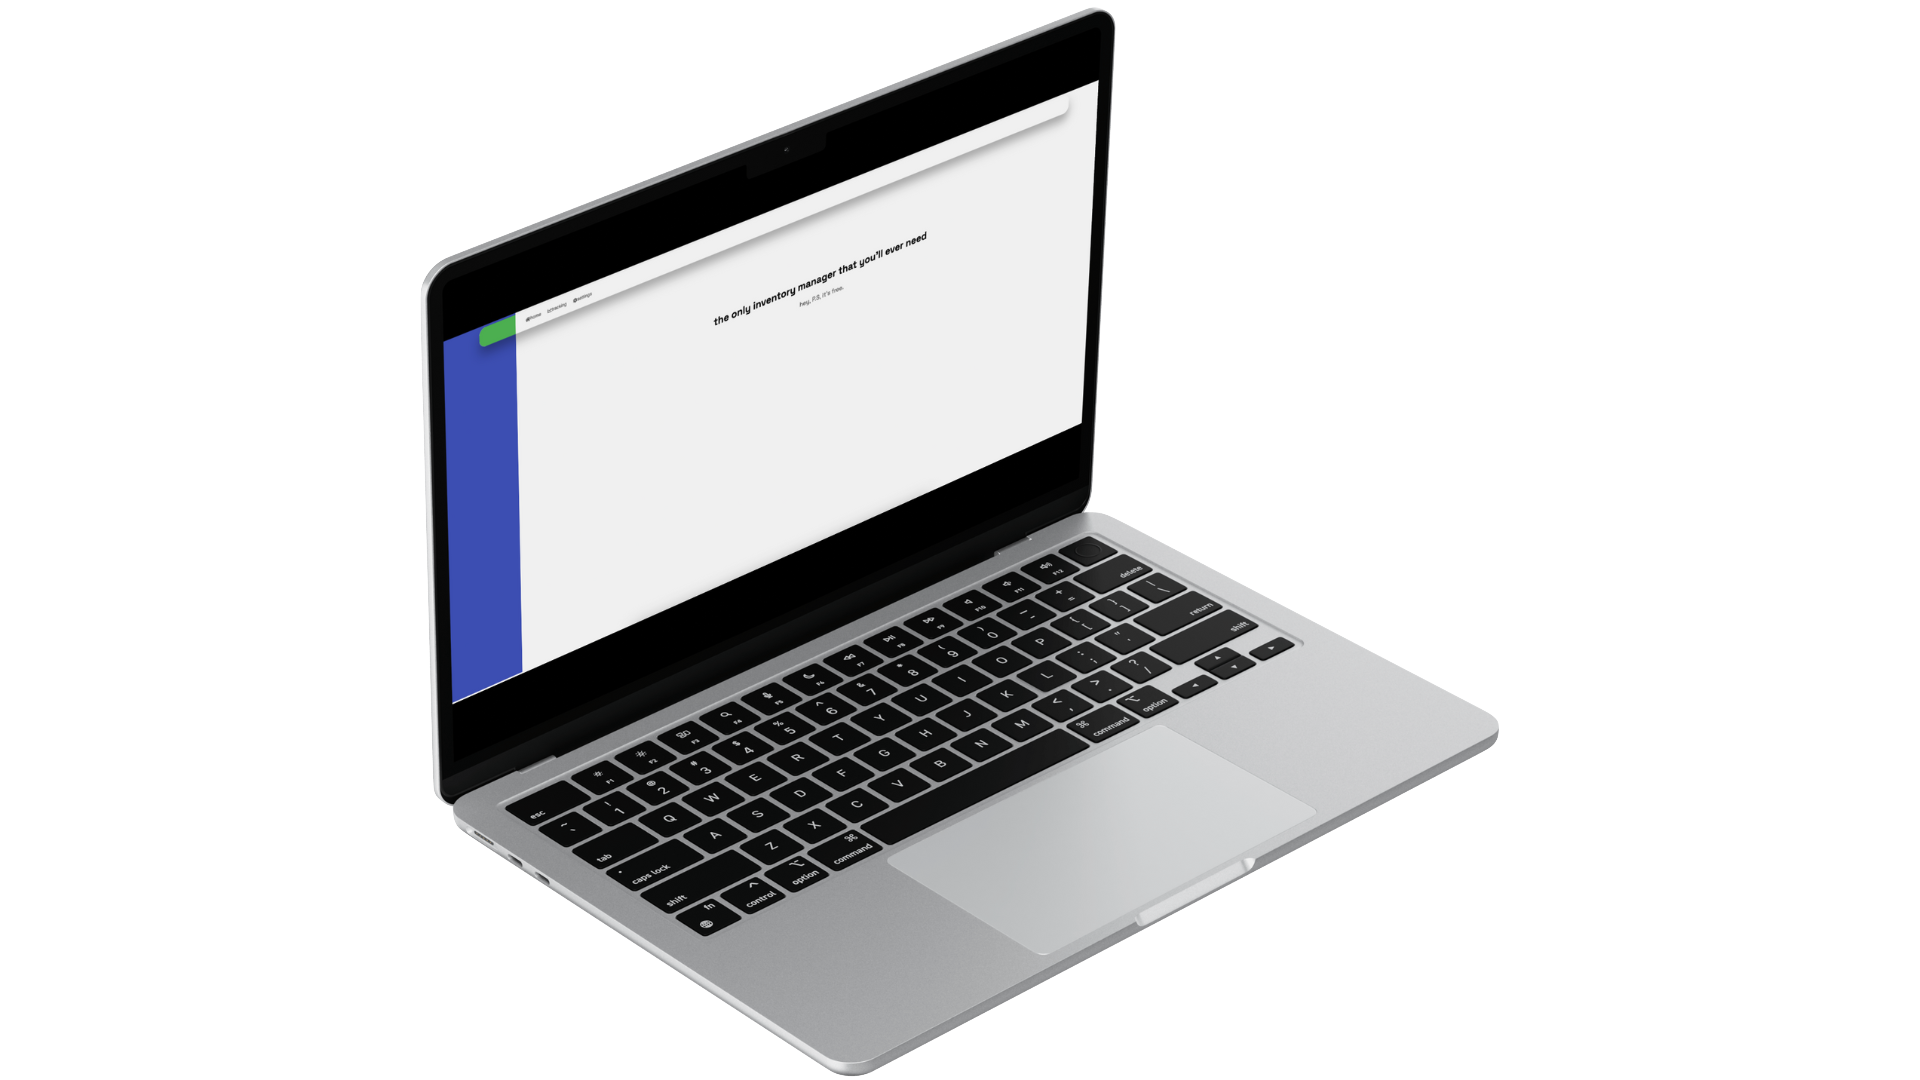 home tracking settings
the only inventory manager that you'll ever need
hey, P.S, it's free.
esc F1 F2 F3 F4 F5 F6 F7 F8 F9 F10 F11 F12
~ ` ! 1 @ 2 # 3 $ 4 % 5 ^ 6 & 7 * 8 ( 9 ) 0 _ - + = delete
tab Q W E R T Y U I O P { [ } ] | \
caps lock A S D F G H J K L : ; " ' return
shift Z X C V B N M < , > . ? / shift
fn control option command command option